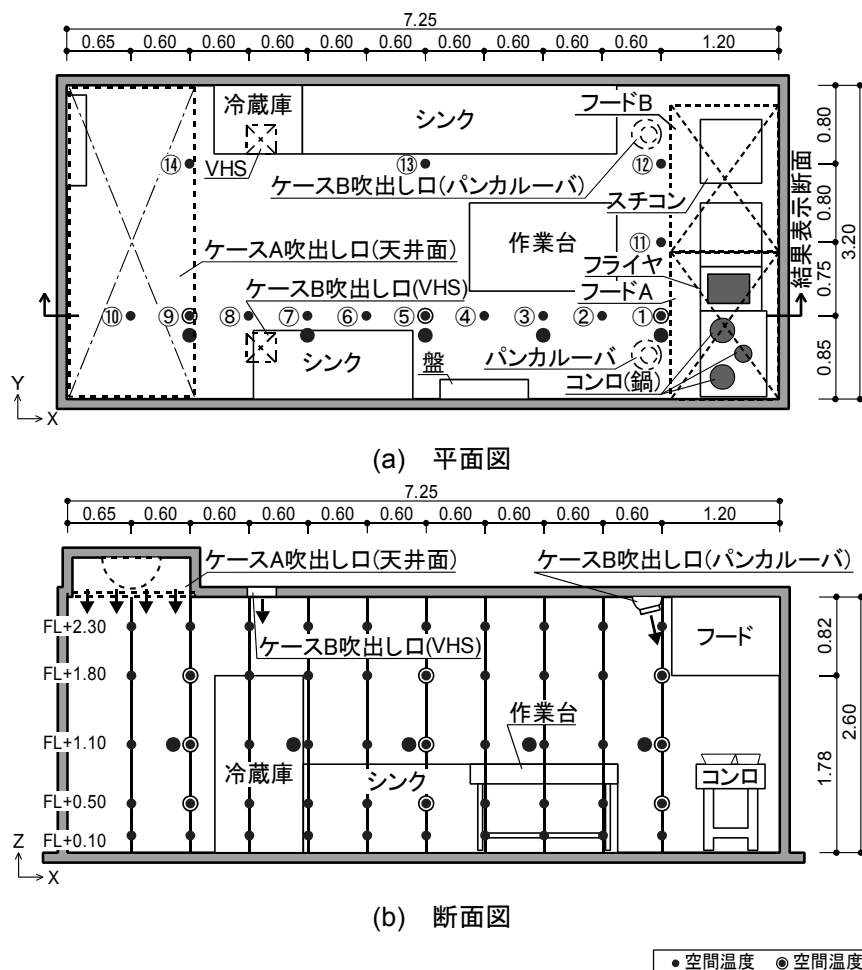 7.25
0.65 0.60 0.60 0.60 0.60 0.60 0.60 0.60 0.60 0.60 1.20
冷蔵庫
シンク
フードB
0.80
⑭
VHS
⑬
⑫
ケースB吹出し口(パンカルーバ)
スチコン
結果表示断面
0.80
3.20
作業台
⑪
ケースA吹出し口(天井面)
フライヤ
フードA
0.75
ケースB吹出し口(VHS)
⑩ ⑨ ⑧ ⑦ ⑥ ⑤ ④ ③ ② ①
シンク
盤
パンカルーバ
コンロ(鍋)
0.85
Y
X
(a) 平面図
7.25
0.65 0.60 0.60 0.60 0.60 0.60 0.60 0.60 0.60 0.60 1.20
ケースA吹出し口(天井面)
ケースB吹出し口(パンカルーバ)
FL+2.30
ケースB吹出し口(VHS)
フード
0.82
FL+1.80
作業台
2.60
FL+1.10
冷蔵庫
シンク
コンロ
1.78
FL+0.50
FL+0.10
Z
X
(b) 断面図
空間温度 空間温度